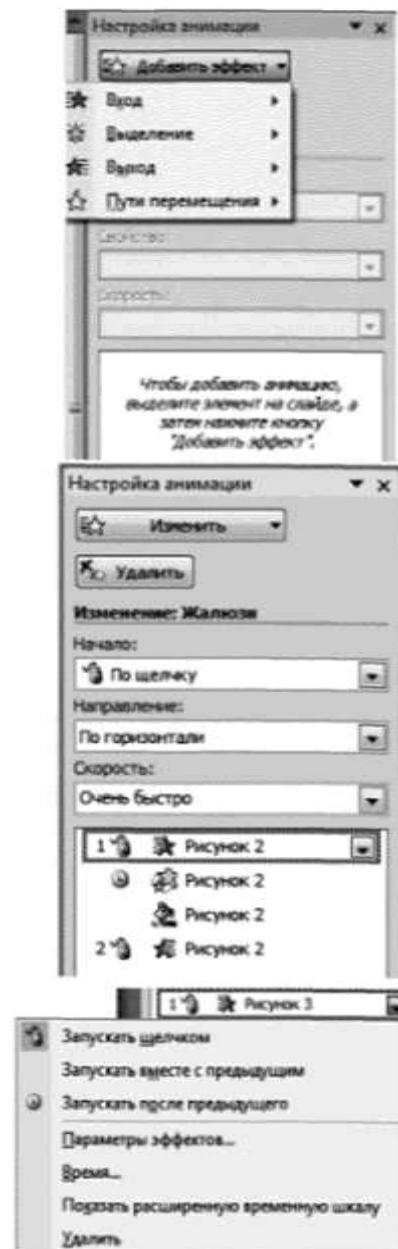 Настройка анимации
Добавить эффект
Вход
Выделение
Выход
Пути перемещения
Свойство:
Скорость:
Чтобы добавить анимацию,
выделите элемент на слайде, а
затем нажмите кнопку
"Добавить эффект".
Настройка анимации
Изменить
Удалить
Изменение: Жалюзи
Начало:
По щелчку
Направление:
По горизонтали
Скорость:
Очень быстро
1 Рисунок 2
Рисунок 2
Рисунок 2
2 Рисунок 2
1 Рисунок 3
Запускать щелчком
Запускать вместе с предыдущим
Запускать после предыдущего
Параметры эффектов...
Время...
Показать расширенную временную шкалу
Удалить